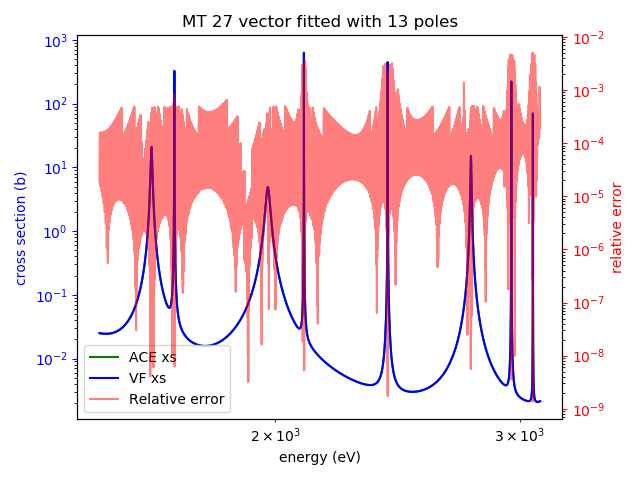 MT 27 vector fitted with 13 poles
10³
10²
10¹
10⁰
10⁻¹
10⁻²
cross section (b)
10⁻²
10⁻³
10⁻⁴
10⁻⁵
10⁻⁶
10⁻⁷
10⁻⁸
10⁻⁹
relative error
ACE xs
VF xs
Relative error
2 × 10³
3 × 10³
energy (eV)